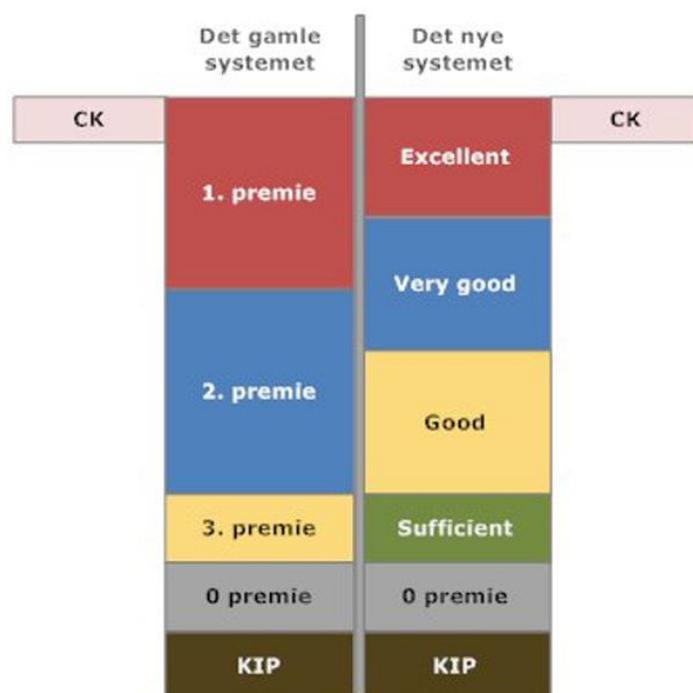 Det gamle
systemet
Det nye
systemet
CK
1. premie
Excellent
CK
Very good
2. premie
Good
3. premie
Sufficient
0 premie
0 premie
KIP
KIP